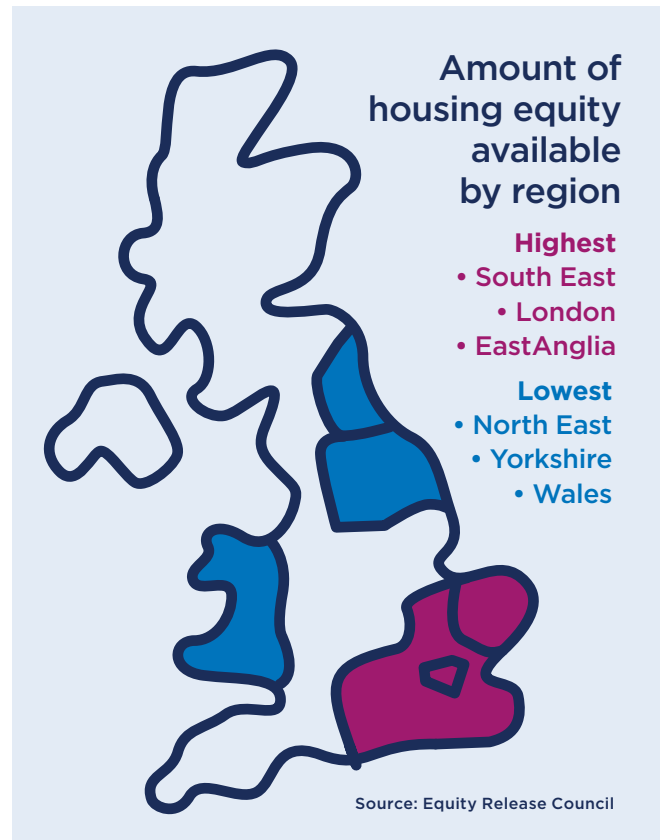 Amount of
housing equity
available
by region
Highest
• South East
• London
• EastAnglia
Lowest
• North East
• Yorkshire
• Wales
Source: Equity Release Council